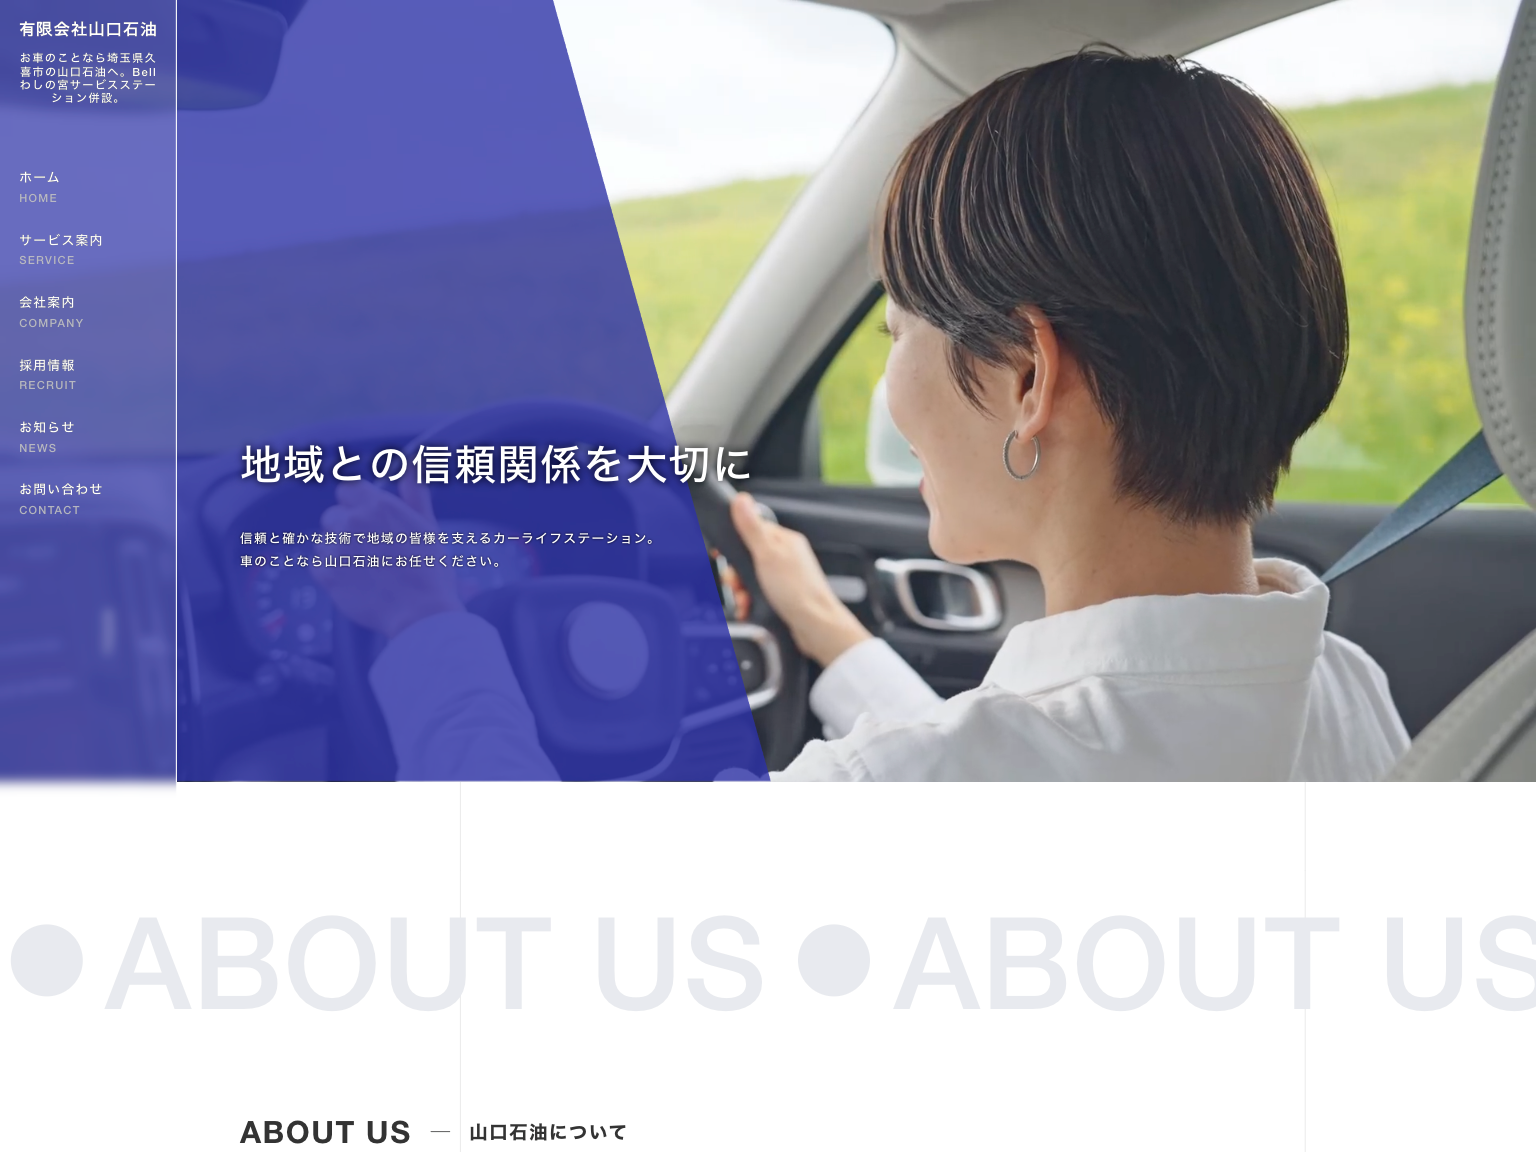 有限会社山口石油
お車のことなら埼玉県久
喜市の山口石油へ。Bell
わしの宮サービスステー
ション併設。
ホーム
HOME
サービス案内
SERVICE
会社案内
COMPANY
採用情報
RECRUIT
お知らせ
NEWS
お問い合わせ
CONTACT
地域との信頼関係を大切に
信頼と確かな技術で地域の皆様を支えるカーライフステーション。
車のことなら山口石油にお任せください。
●ABOUT US ●ABOUT US
ABOUT US — 山口石油について